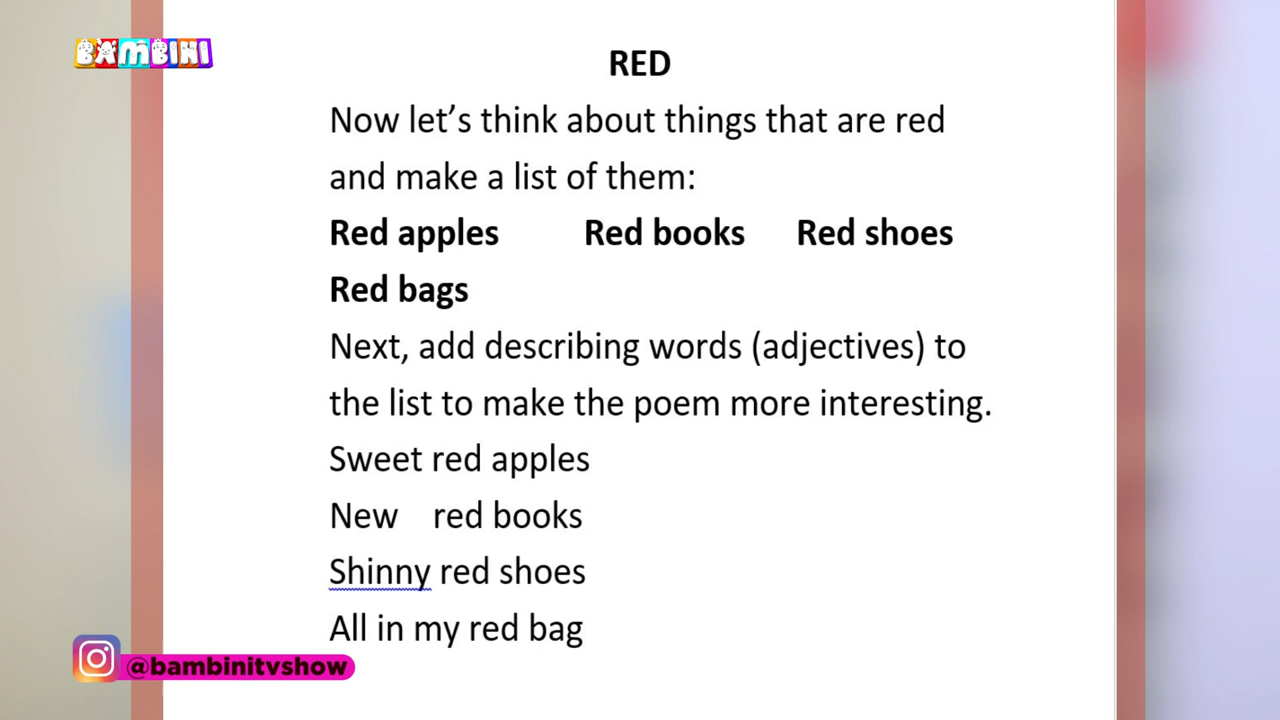 BAMBINI
RED
Now let’s think about things that are red
and make a list of them:
Red apples Red books Red shoes
Red bags
Next, add describing words (adjectives) to
the list to make the poem more interesting.
Sweet red apples
New red books
Shinny red shoes
All in my red bag
@bambinitvshow